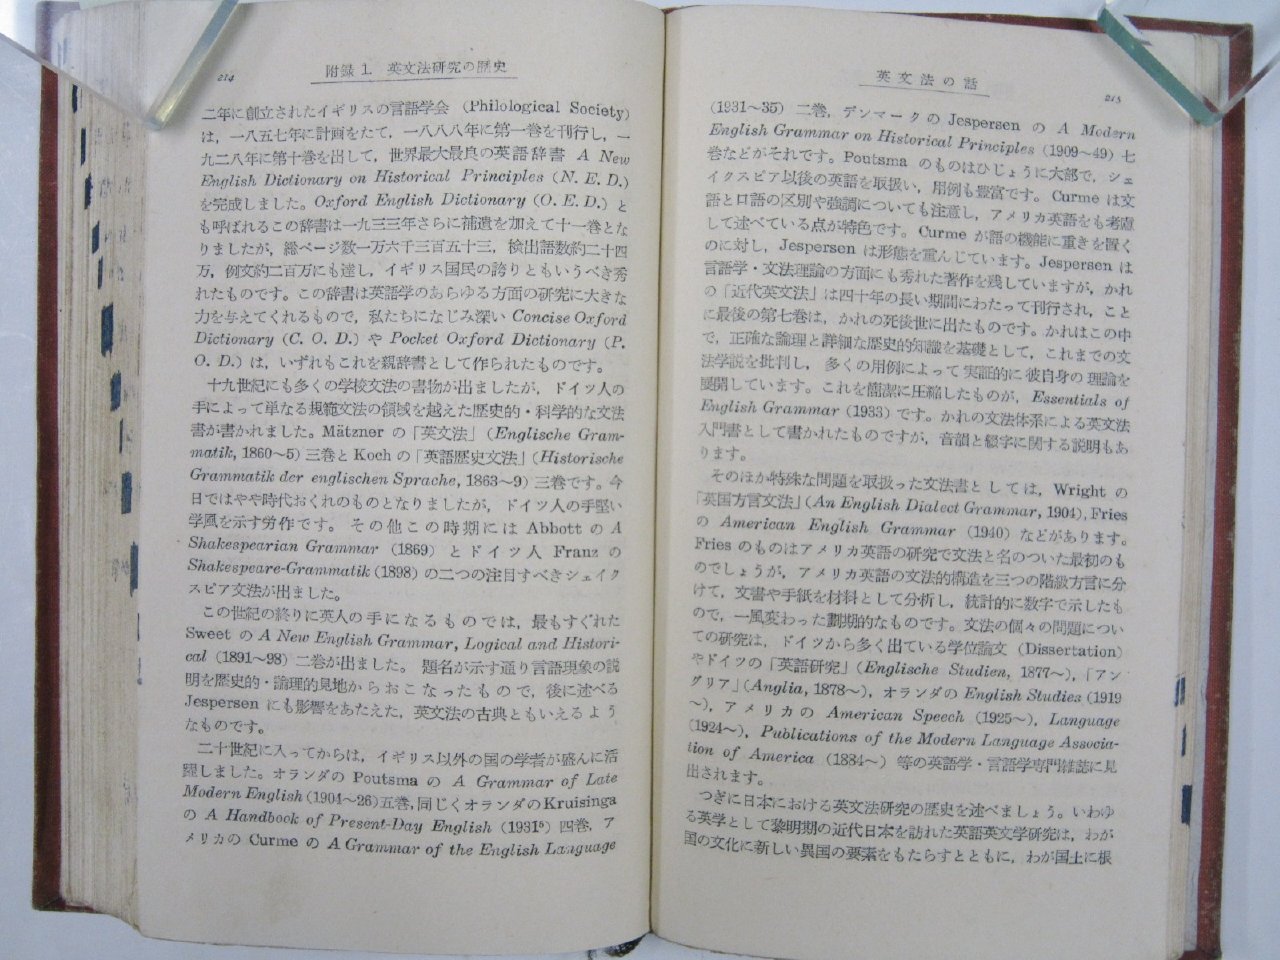 214
附録 1. 英文法研究の歴史
二年に創立されたイギリスの言語学会 (Philological Society)
は，一八五七年に計画をたて，一八八八年に第一巻を刊行し，一
九二八年に第十巻を出して，世界最大最良の英語辞書 A New
English Dictionary on Historical Principles (N. E. D.)
を完成しました。Oxford English Dictionary (O. E. D.) と
も呼ばれるこの辞書は一九三三年さらに補遺を加えて十一巻とな
りましたが，総ページ数一万六千三百五十三，検出語数約二十四
万，例文約二百万にも達し，イギリス国民の誇りともいうべき秀
れたものです。この辞書は英語学のあらゆる方面の研究に大きな
力を与えてくれるもので，私たちになじみ深い Concise Oxford
Dictionary (C. O. D.) や Pocket Oxford Dictionary (P.
O. D.) は，いずれもこれを親辞書として作られたものです。
十九世紀にも多くの学校文法の書物が出ましたが，ドイツ人の
手によって単なる規範文法の領域を越えた歴史的・科学的な文法
書が書かれました。Mätzner の「英文法」(Englische Gram-
matik, 1860〜5) 三巻と Koch の「英語歴史文法」(Historische
Grammatik der englischen Sprache, 1863〜9) 三巻です。今
日ではやや時代おくれのものとなりましたが，ドイツ人の手堅い
学風を示す労作です。その他この時期には Abbott の A
Shakespearian Grammar (1869) とドイツ人 Franz の
Shakespeare-Grammatik (1898) の二つの注目すべきシェイク
スピア文法が出ました。
この世紀の終りに英人の手になるものでは，最もすぐれた
Sweet の A New English Grammar, Logical and Histori-
cal (1891〜98) 二巻が出ました。題名が示す通り言語現象の説
明を歴史的・論理的見地からおこなったもので，後に述べる
Jespersen にも影響をあたえた，英文法の古典ともいえるよう
なものです。
二十世紀に入ってからは，イギリス以外の国の学者が盛んに活
躍しました。オランダの Poutsma の A Grammar of Late
Modern English (1904〜26) 五巻，同じくオランダの Kruisinga
の A Handbook of Present-Day English (1931⁵) 四巻，ア
メリカの Curme の A Grammar of the English Language
英文法の話
215
(1931〜35) 二巻，デンマークの Jespersen の A Modern
English Grammar on Historical Principles (1909〜49) 七
巻などがそれです。Poutsma のものはひじょうに大部で，シェ
イクスピア以後の英語を取扱い，用例も豊富です。Curme は文
語と口語の区別や強調についても注意し，アメリカ英語をも考慮
して述べている点が特色です。Curme が語の機能に重きを置く
のに対し，Jespersen は形態を重んじています。Jespersen は
言語学・文法理論の方面にも秀れた著作を残していますが，かれ
の「近代英文法」は四十年の長い期間にわたって刊行され，こと
に最後の第七巻は，かれの死後世に出たものです。かれはこの中
で，正確な論理と詳細な歴史的知識を基礎として，これまでの文
法学説を批判し，多くの用例によって実証的に彼自身の理論を
展開しています。これを簡潔に圧縮したものが，Essentials of
English Grammar (1933) です。かれの文法体系による英文法
入門書として書かれたものですが，音韻と綴字に関する説明もあ
ります。
そのほか特殊な問題を取扱った文法書としては，Wright の
「英国方言文法」(An English Dialect Grammar, 1904), Fries
の American English Grammar (1940) などがあります。
Fries のものはアメリカ英語の研究で文法と名のついた最初のも
のでしょうが，アメリカ英語の文法的構造を三つの階級方言に分
けて，文書や手紙を材料として分析し，統計的に数字で示したも
ので，一風変わった劃期的なものです。文法の個々の問題につい
ての研究は，ドイツから多く出ている学位論文 (Dissertation)
やドイツの「英語研究」(Englische Studien, 1877〜),「アン
グリア」(Anglia, 1878〜), オランダの English Studies (1919
〜), アメリカの American Speech (1925〜), Language
(1924〜), Publications of the Modern Language Associa-
tion of America (1884〜) 等の英語学・言語学専門雑誌に見
出されます。
つぎに日本における英文法研究の歴史を述べましょう。いわゆ
る英学として黎明期の近代日本を訪れた英語英文学研究は，わが
国の文化に新しい異国の要素をもたらすとともに，わが国土に根